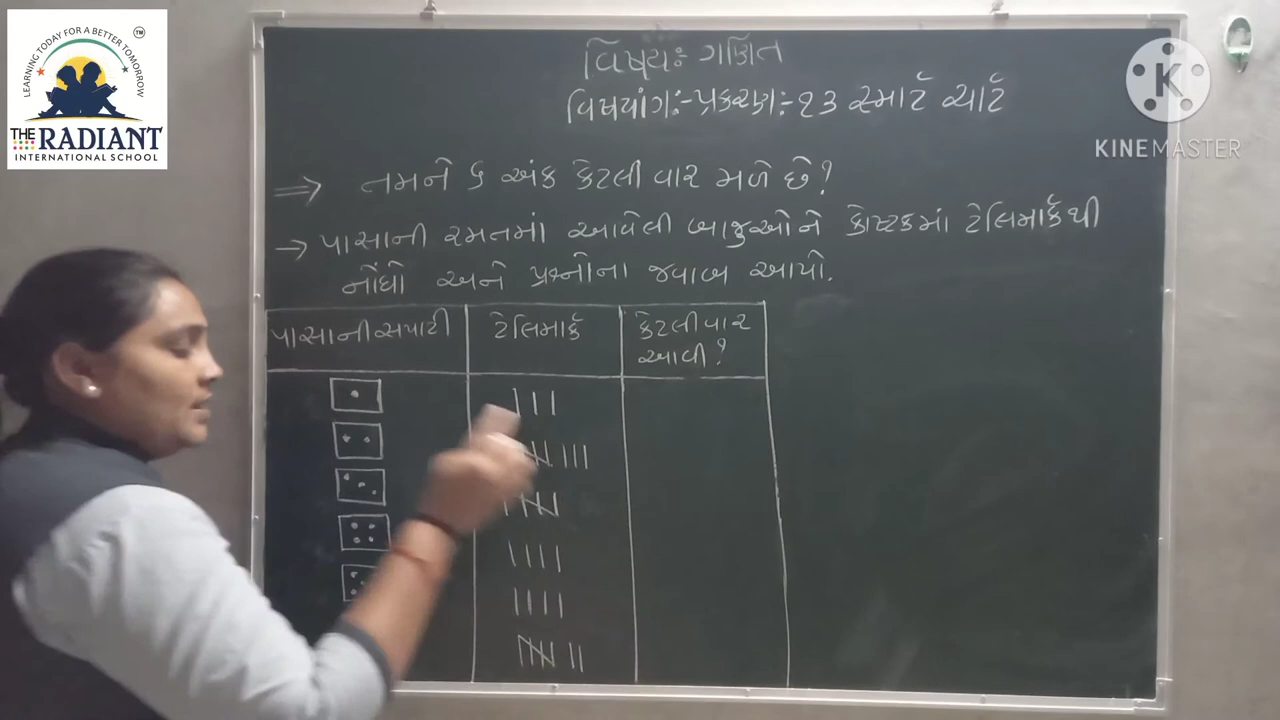 LEARNING TODAY FOR A BETTER TOMORROW
TM
THE RADIANT
INTERNATIONAL SCHOOL
K
KINEMASTER
વિષયઃ ગણિત
વિષયાંગઃ-પ્રકરણઃ-૧૩ સ્માર્ટ ચાર્ટ
⇒ તમને ૬ અંક કેટલી વાર મળે છે?
→ પાસાની રમતમાં આવેલી બાજુઓને કોષ્ટકમાં ટેલિમાર્કથી
નોંધો અને પ્રશ્નોના જવાબ આપો.
પાસાની સપાટી ટેલિમાર્ક કેટલી વાર
આવી?